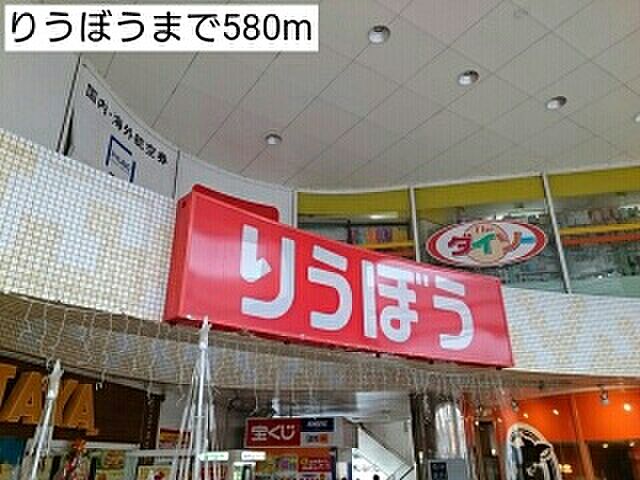 りうぼうまで580m
国内・海外航空券
The
ダイソー
りうぼう
宝くじ